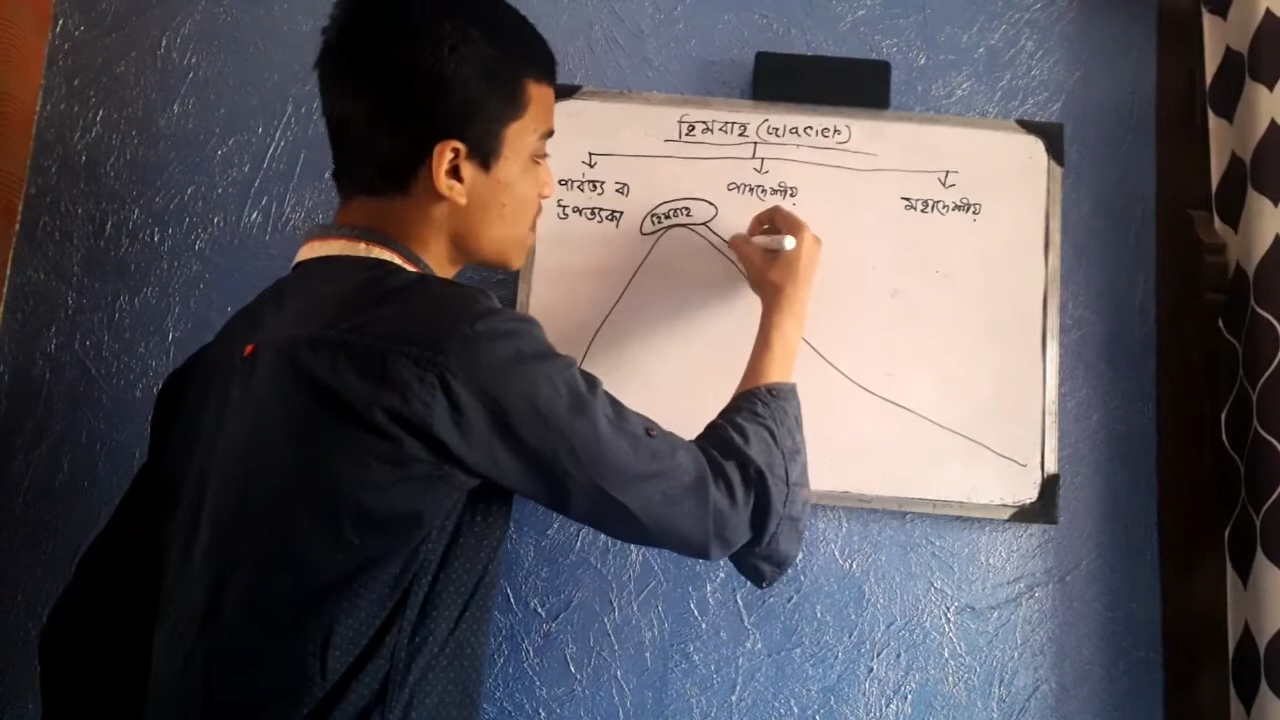 হিমবাহ (Glacier)
পার্বত্য বা
উপত্যকা
পাদদেশীয়
মহাদেশীয়
হিমবাহ